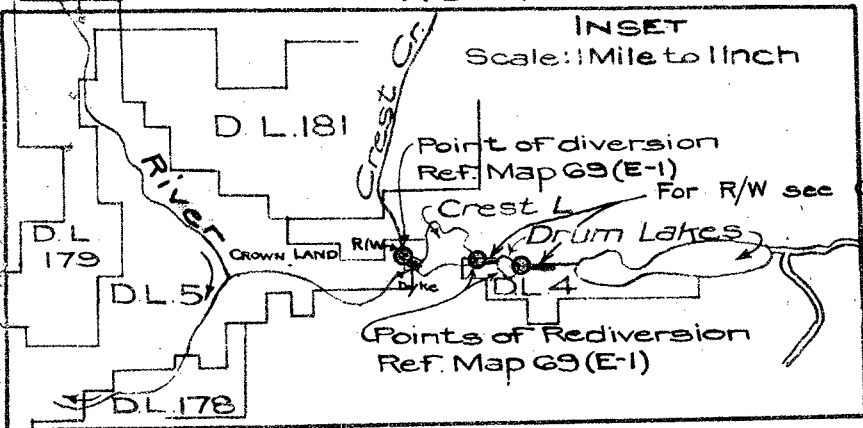 INSET
Scale: 1 Mile to 1 Inch
Crest Cr.
D.L.181
Point of diversion
Ref. Map 69 (E-1)
For R/W see
River
Crest L.
Drum Lakes
D.L
179
CROWN LAND
R/W
D.L.5
Dyke
D.L 4
Points of Rediversion
Ref. Map 69 (E-1)
D.L.178